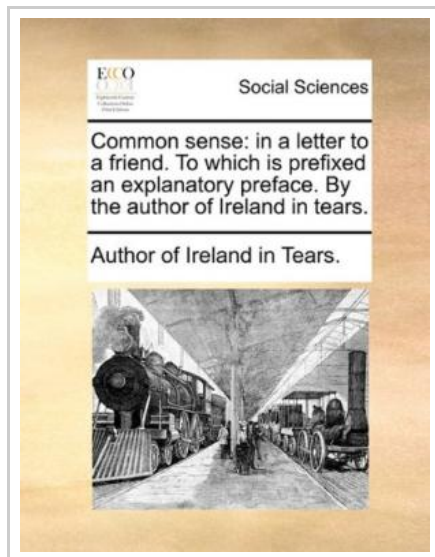 ECCO
Social Sciences
Common sense: in a letter to
a friend. To which is prefixed
an explanatory preface. By
the author of Ireland in tears.
Author of Ireland in Tears.